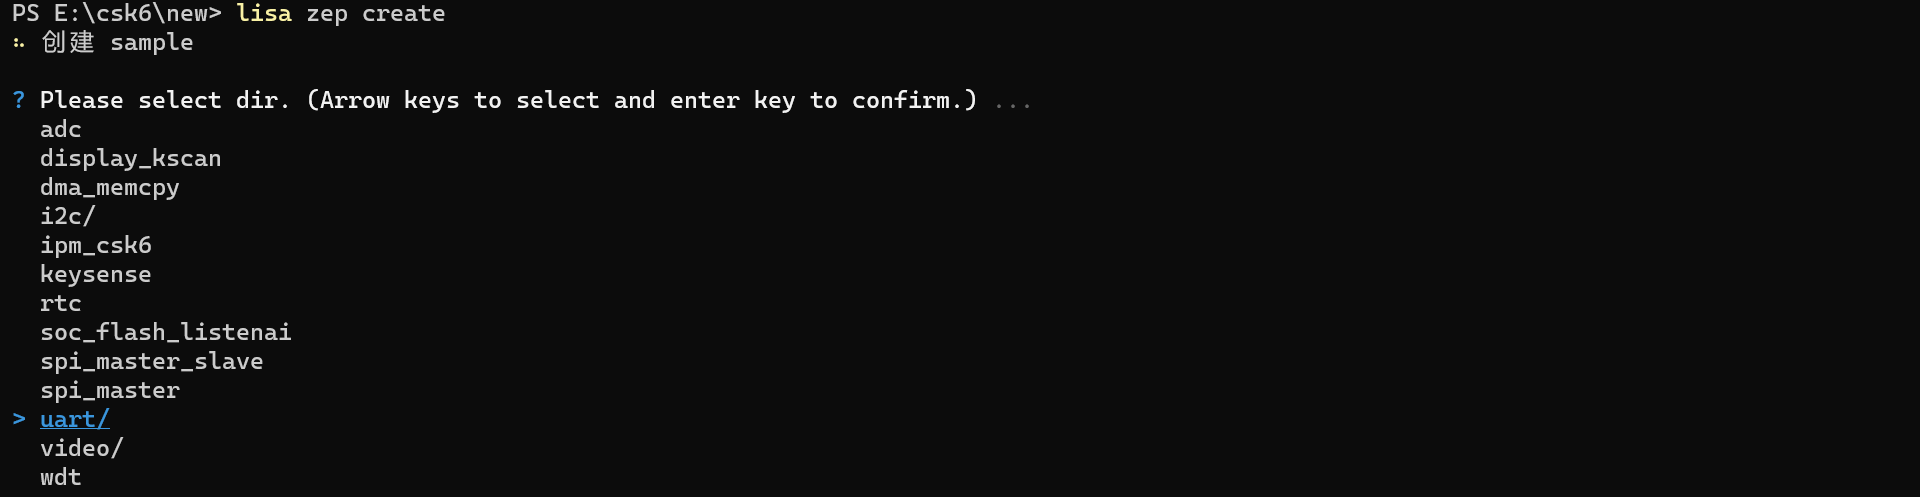 PS E:\csk6\new> lisa zep create
⠦ 创建 sample
? Please select dir. (Arrow keys to select and enter key to confirm.) ...
adc
display_kscan
dma_memcpy
i2c/
ipm_csk6
keysense
rtc
soc_flash_listenai
spi_master_slave
spi_master
> uart/
video/
wdt